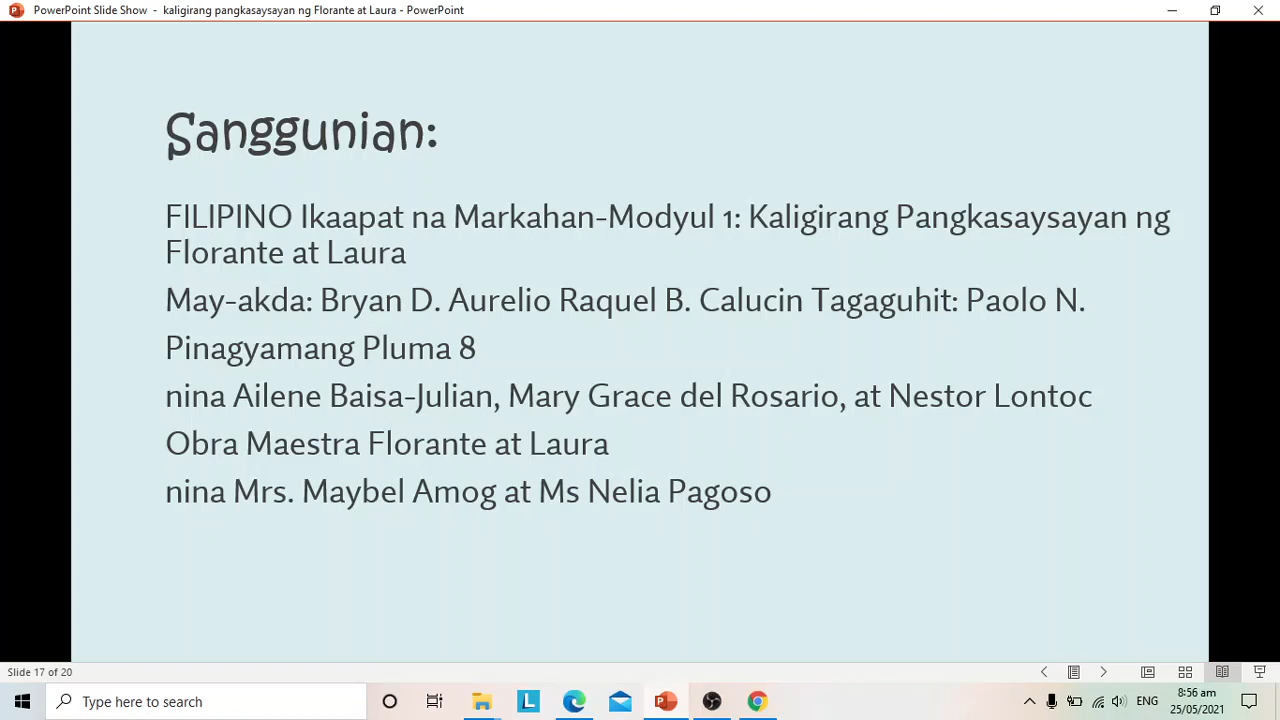 PowerPoint Slide Show - kaligirang pangkasaysayan ng Florante at Laura - PowerPoint
Sanggunian:
FILIPINO Ikaapat na Markahan-Modyul 1: Kaligirang Pangkasaysayan ng
Florante at Laura
May-akda: Bryan D. Aurelio Raquel B. Calucin Tagaguhit: Paolo N.
Pinagyamang Pluma 8
nina Ailene Baisa-Julian, Mary Grace del Rosario, at Nestor Lontoc
Obra Maestra Florante at Laura
nina Mrs. Maybel Amog at Ms Nelia Pagoso
Slide 17 of 20
Type here to search
L
ENG
8:56 am
25/05/2021